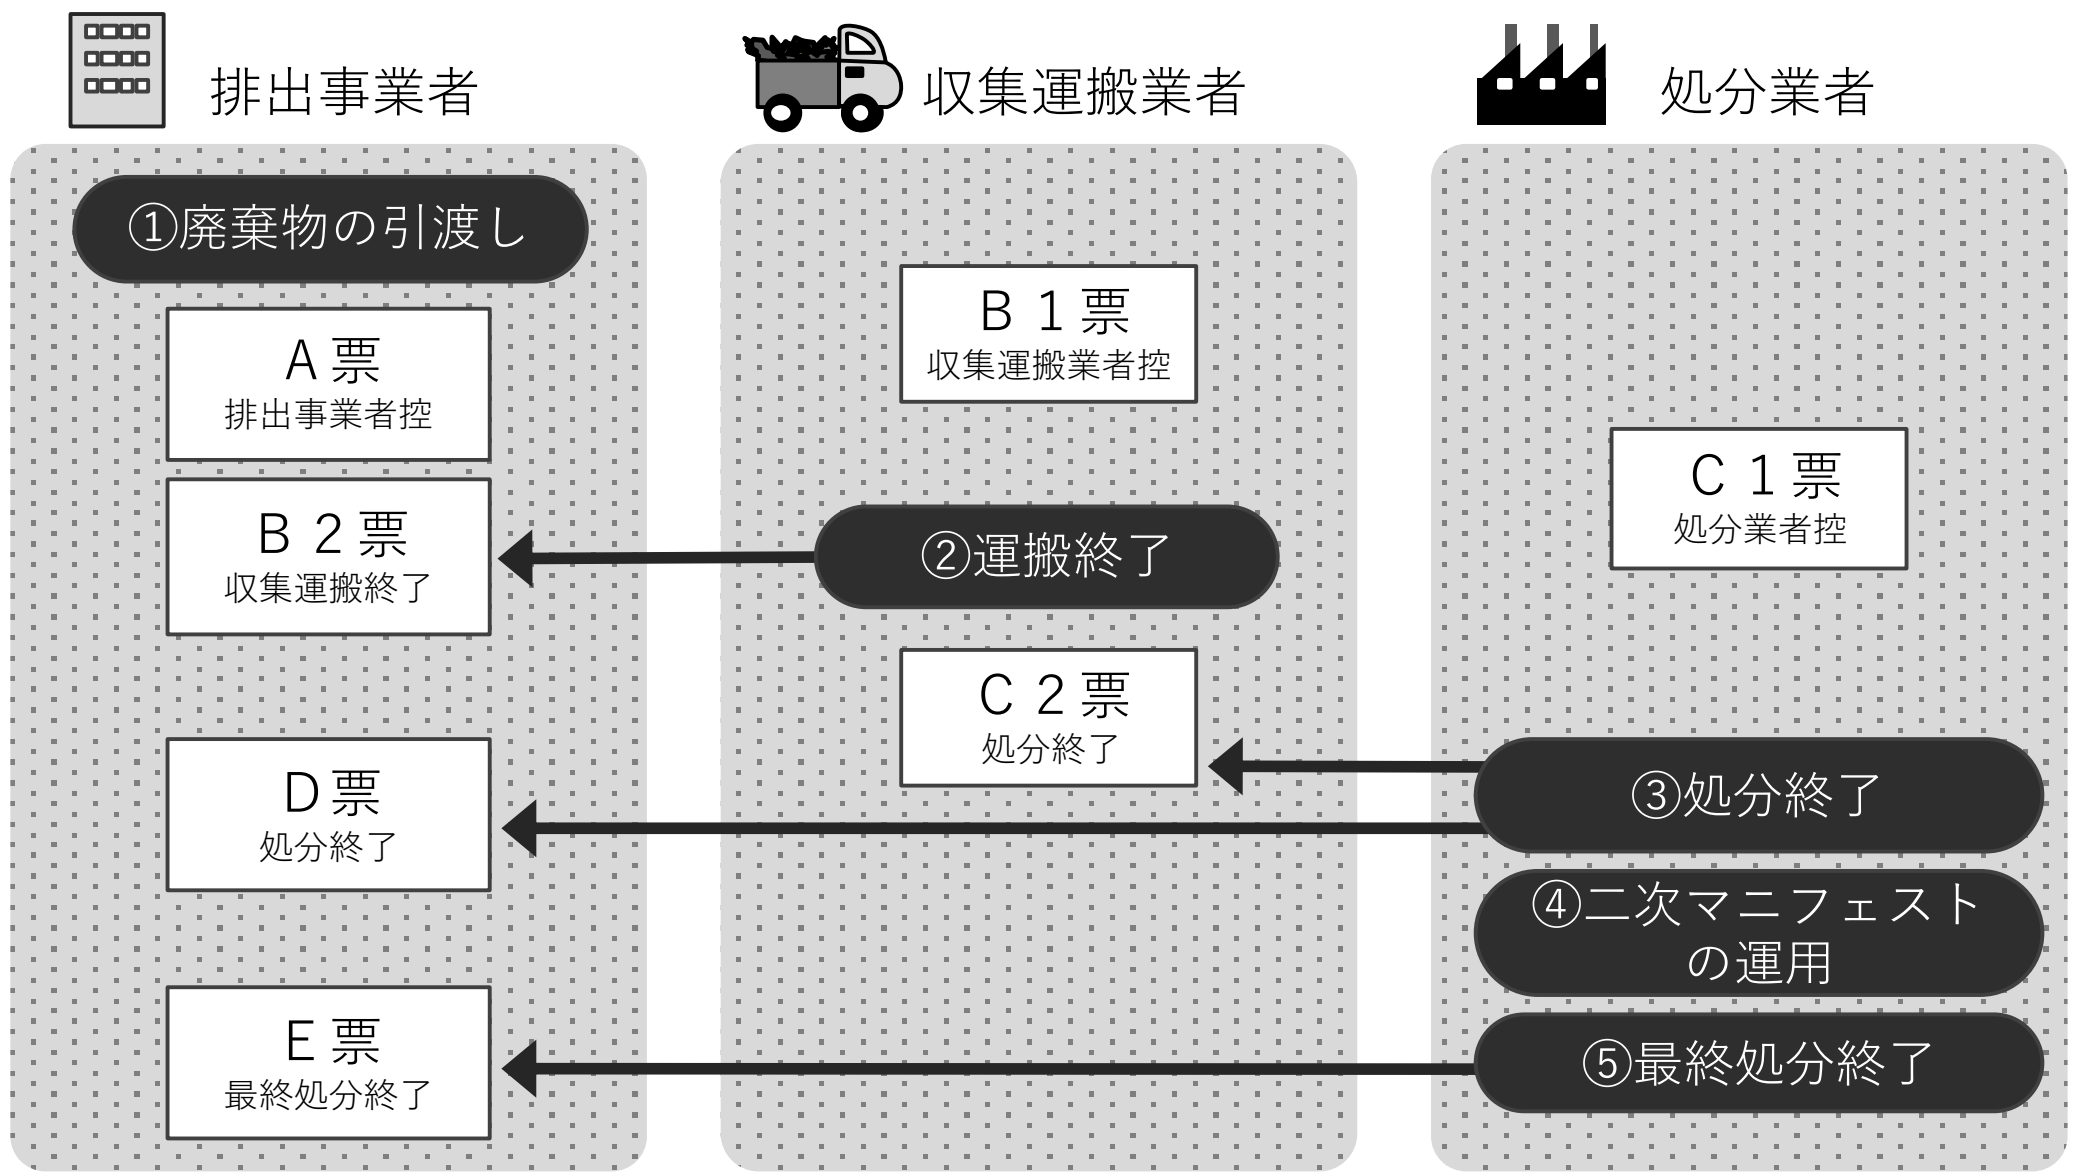 排出事業者
収集運搬業者
処分業者
①廃棄物の引渡し
A票
排出事業者控
B2票
収集運搬終了
D票
処分終了
E票
最終処分終了
B1票
収集運搬業者控
②運搬終了
C2票
処分終了
C1票
処分業者控
③処分終了
④二次マニフェスト
の運用
⑤最終処分終了